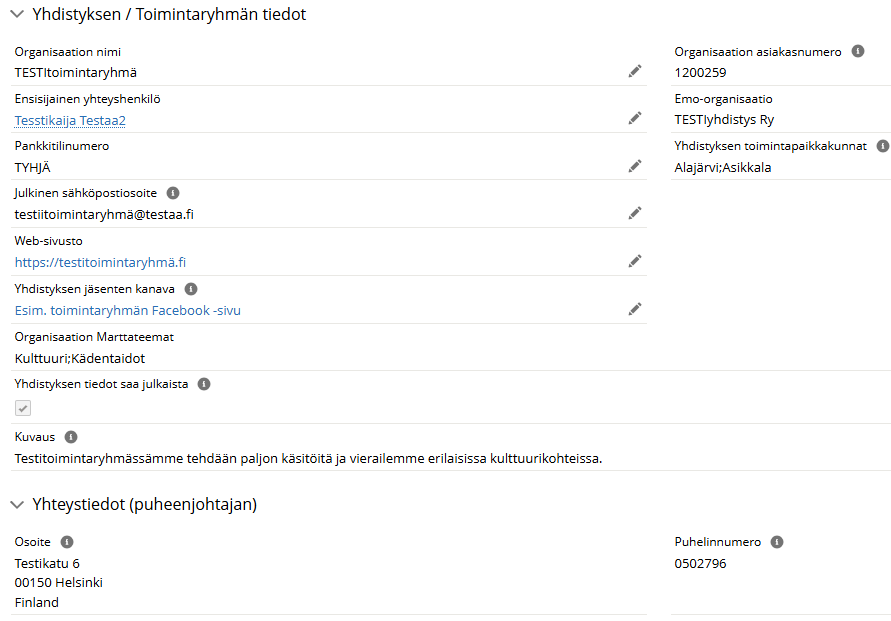 Yhdistyksen / Toimintaryhmän tiedot
Organisaation nimi
TESTItoimintaryhmä
Organisaation asiakasnumero
1200259
Ensisijainen yhteyshenkilö
Tesstikaija Testaa2
Emo-organisaatio
TESTIyhdistys Ry
Pankkitilinumero
TYHJÄ
Yhdistyksen toimintapaikkakunnat
Alajärvi;Asikkala
Julkinen sähköpostiosoite
testiitoimintaryhmä@testaa.fi
Web-sivusto
https://testitoimintaryhmä.fi
Yhdistyksen jäsenten kanava
Esim. toimintaryhmän Facebook -sivu
Organisaation Marttateemat
Kulttuuri;Kädentaidot
Yhdistyksen tiedot saa julkaista
Kuvaus
Testitoimintaryhmässämme tehdään paljon käsitöitä ja vierailemme erilaisissa kulttuurikohteissa.
Yhteystiedot (puheenjohtajan)
Osoite
Testikatu 6
00150 Helsinki
Finland
Puhelinnumero
0502796